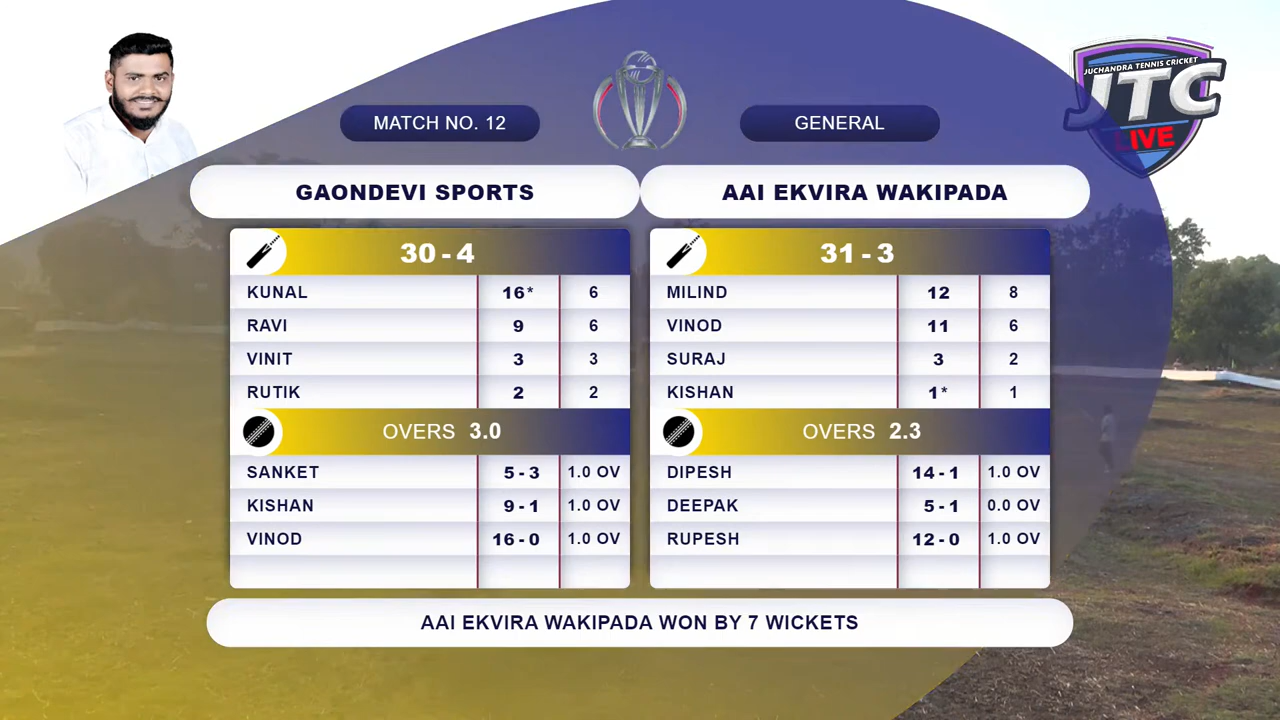 JUCHANDRA TENNIS CRICKET
JTC
LIVE
MATCH NO. 12
GENERAL
GAONDEVI SPORTS
AAI EKVIRA WAKIPADA
30 - 4
KUNAL 16* 6
RAVI 9 6
VINIT 3 3
RUTIK 2 2
OVERS 3.0
SANKET 5 - 3 1.0 OV
KISHAN 9 - 1 1.0 OV
VINOD 16 - 0 1.0 OV
31 - 3
MILIND 12 8
VINOD 11 6
SURAJ 3 2
KISHAN 1* 1
OVERS 2.3
DIPESH 14 - 1 1.0 OV
DEEPAK 5 - 1 0.0 OV
RUPESH 12 - 0 1.0 OV
AAI EKVIRA WAKIPADA WON BY 7 WICKETS